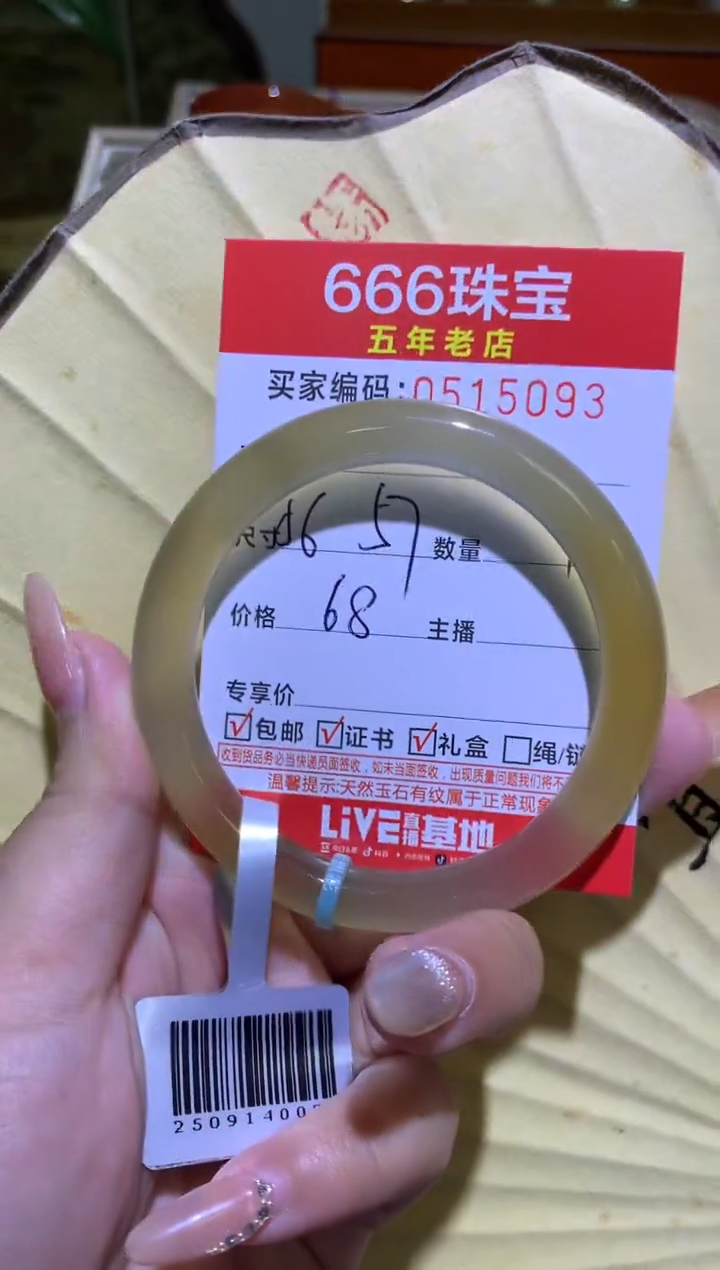 666珠宝
五年老店
买家编码:0515093
尺寸 56 57 数量
价格 68 主播
专享价
☑包邮 ☑证书 ☑礼盒 ☐绳/链
收到货品务必当快递员面签收,如未当面签收,出现质量问题我们将不
温馨提示:天然玉石有纹属于正常现象
LiVE直播基地
25091400